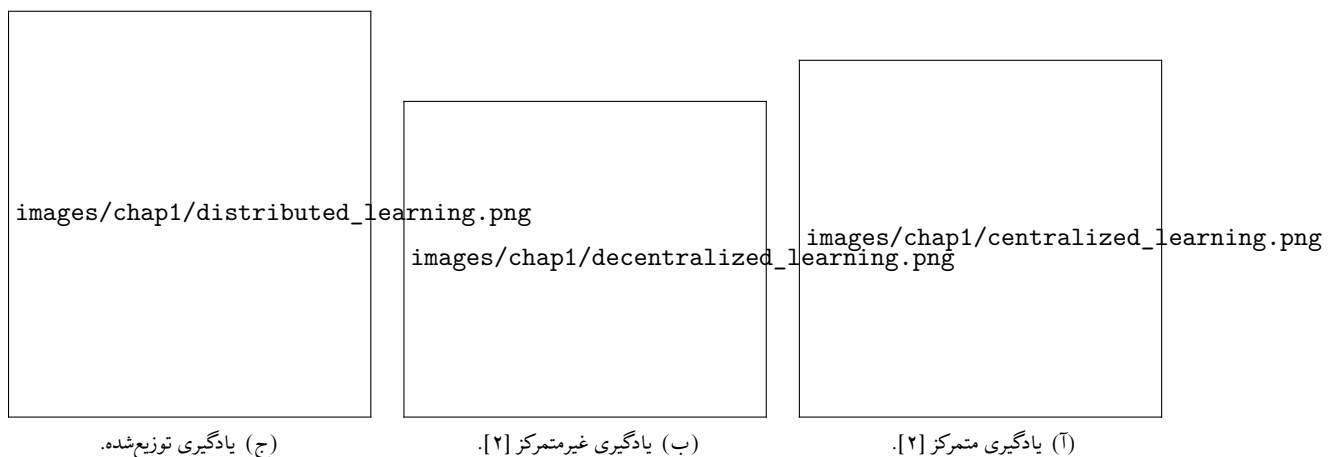 images/chap1/distributed_learning.png
images/chap1/decentralized_learning.png
images/chap1/centralized_learning.png
(آ) یادگیری متمرکز [۲].
(ب) یادگیری غیرمتمرکز [۲].
(ج) یادگیری توزیع‌شده.